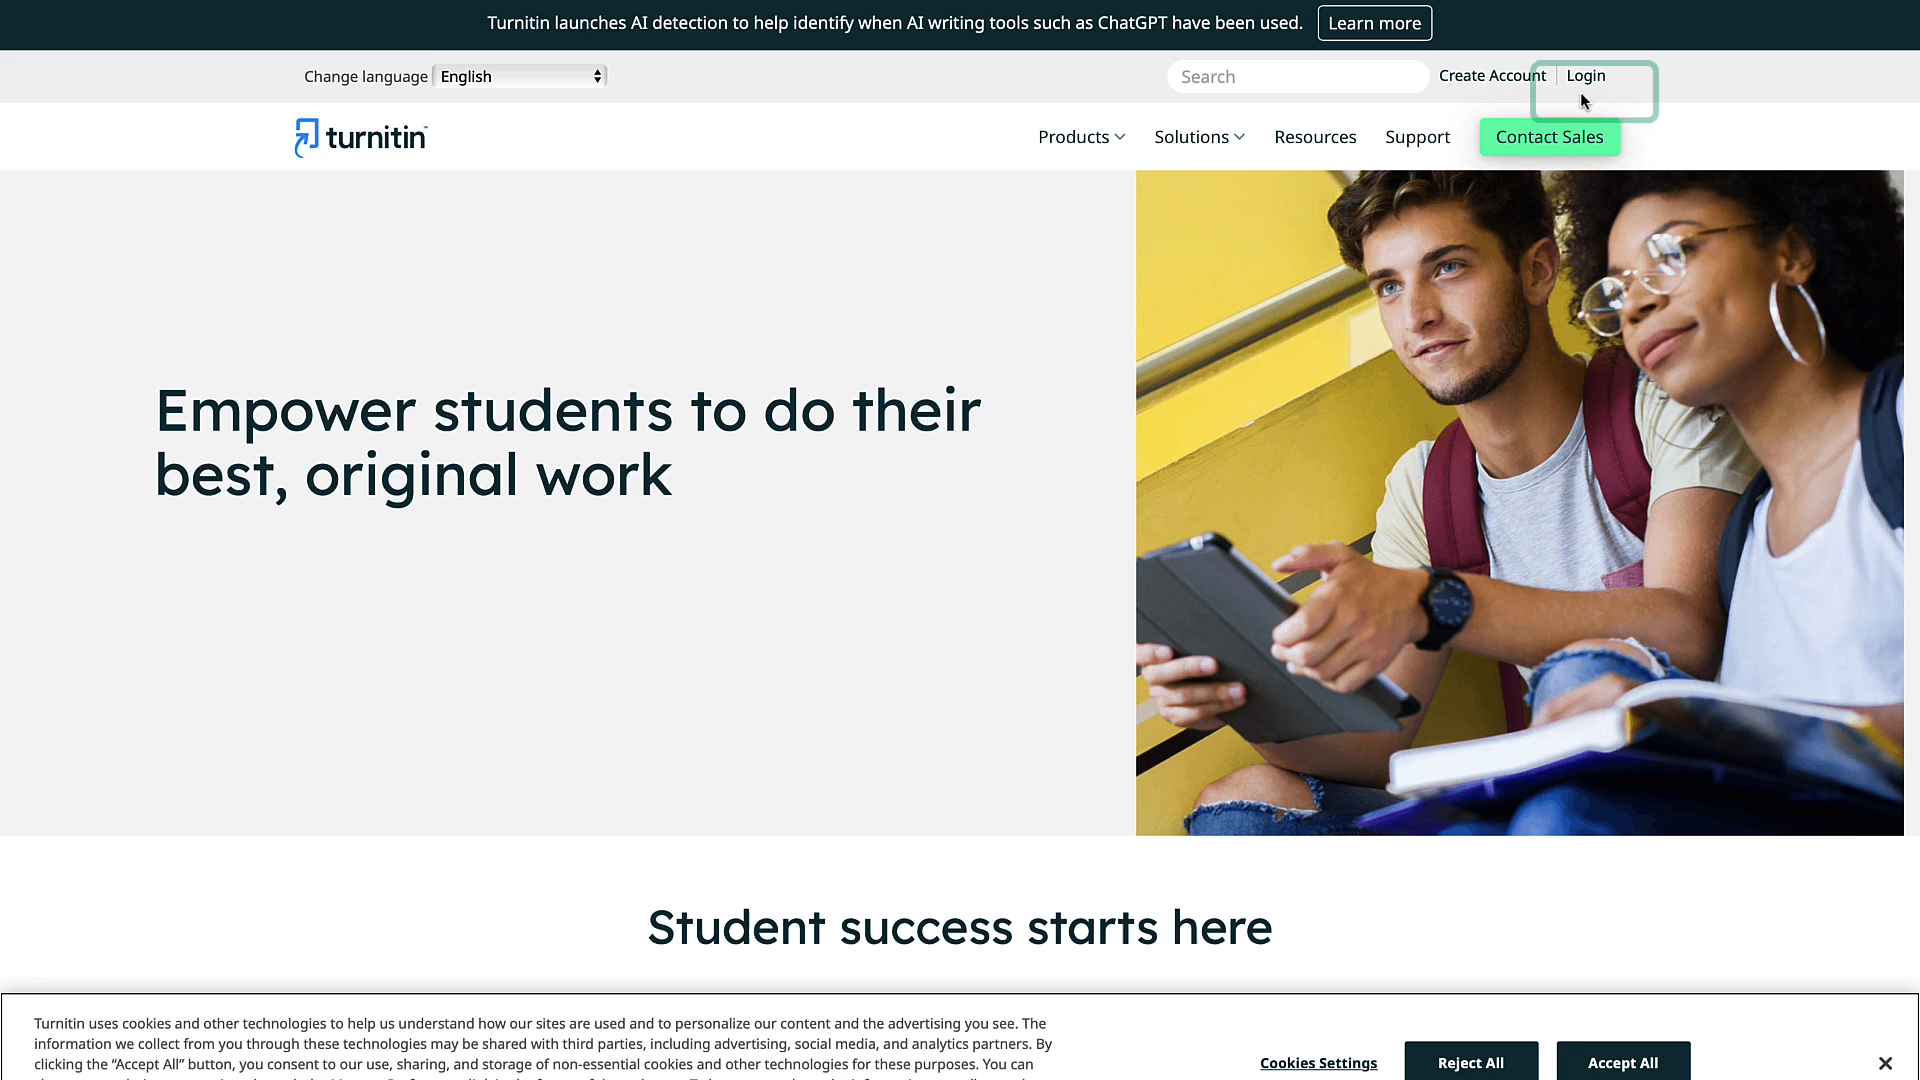 Turnitin launches AI detection to help identify when AI writing tools such as ChatGPT have been used. Learn more
Change language English Search Create Account Login
turnitin™ Products Solutions Resources Support Contact Sales
Empower students to do their
best, original work
Student success starts here
Turnitin uses cookies and other technologies to help us understand how our sites are used and to personalize our content and the advertising you see. The
information we collect from you through these technologies may be shared with third parties, including advertising, social media, and analytics partners. By
clicking the “Accept All” button, you consent to our use, sharing, and storage of non-essential cookies and other technologies for these purposes. You can
Cookies Settings Reject All Accept All